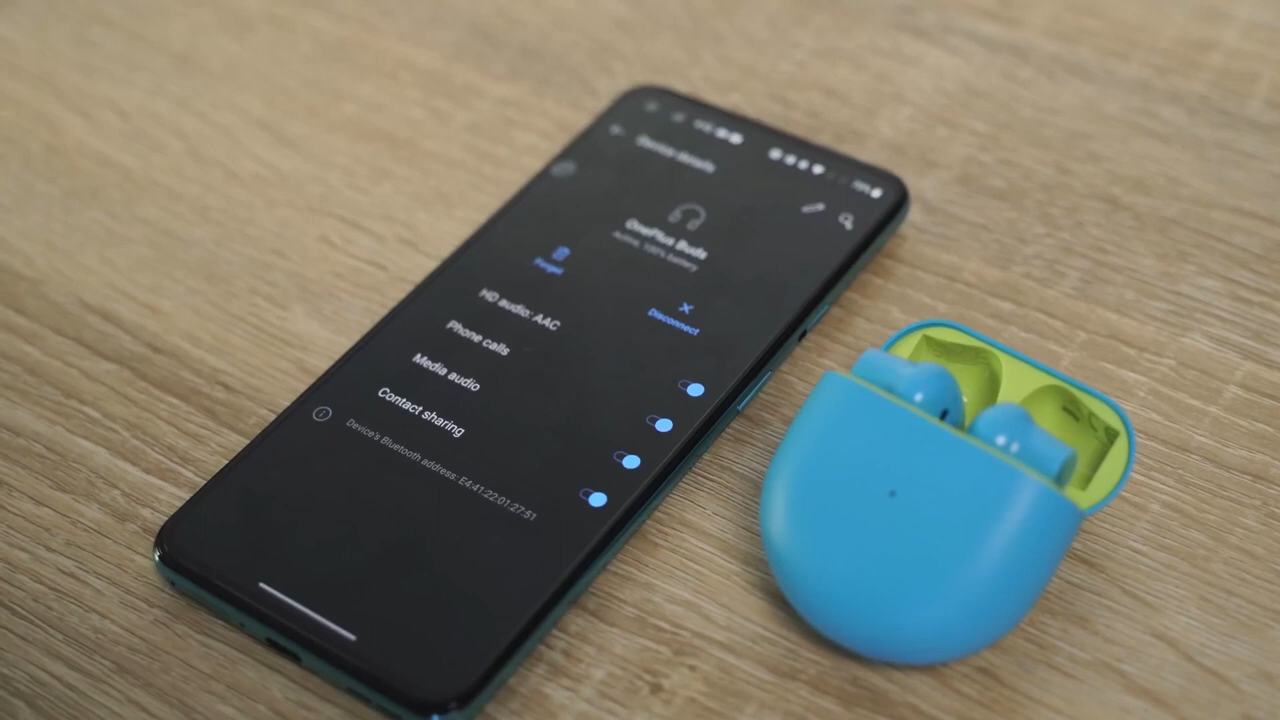 Device details
OnePlus Buds
Active, 100% battery
Forget
Disconnect
HD audio: AAC
Phone calls
Media audio
Contact sharing
Device's Bluetooth address: E4:41:22:01:27:51